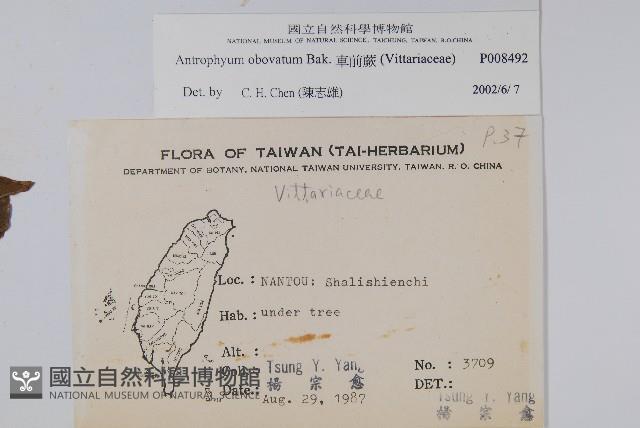 國立自然科學博物館
NATIONAL MUSEUM OF NATURAL SCIENCE, TAICHUNG, TAIWAN, R.O.CHINA
Antrophyum obovatum Bak. 車前蕨 (Vittariaceae) P008492
Det. by C. H. Chen (陳志雄) 2002/6/7
P.37
FLORA OF TAIWAN (TAI-HERBARIUM)
DEPARTMENT OF BOTANY, NATIONAL TAIWAN UNIVERSITY, TAIWAN, R. O. CHINA
Vittariaceae
Loc. : NANTOU: Shalishienchi
Hab. : under tree
Alt. :
Tsung Y. Yang No. : 3709
楊宗愈 DET.:
Date.: Aug. 29, 1987
Tsung Y. Yang
楊宗愈
國立自然科學博物館
NATIONAL MUSEUM OF NATURAL SCIENCE